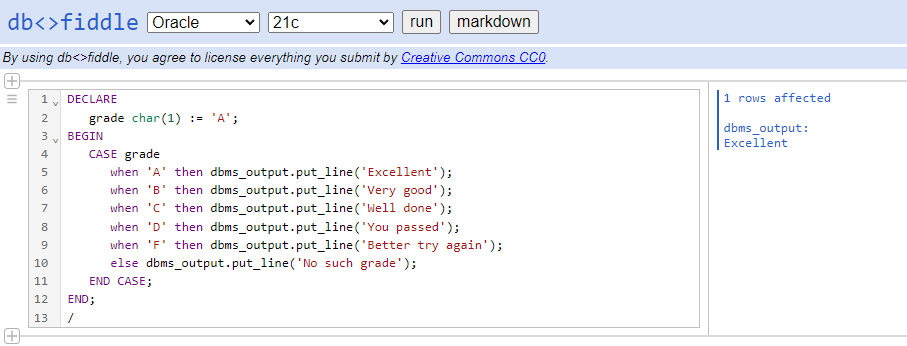 db<>fiddle Oracle 21c run markdown
By using db<>fiddle, you agree to license everything you submit by Creative Commons CC0.
1 DECLARE
2 grade char(1) := 'A';
3 BEGIN
4 CASE grade
5 when 'A' then dbms_output.put_line('Excellent');
6 when 'B' then dbms_output.put_line('Very good');
7 when 'C' then dbms_output.put_line('Well done');
8 when 'D' then dbms_output.put_line('You passed');
9 when 'F' then dbms_output.put_line('Better try again');
10 else dbms_output.put_line('No such grade');
11 END CASE;
12 END;
13 /
1 rows affected
dbms_output:
Excellent